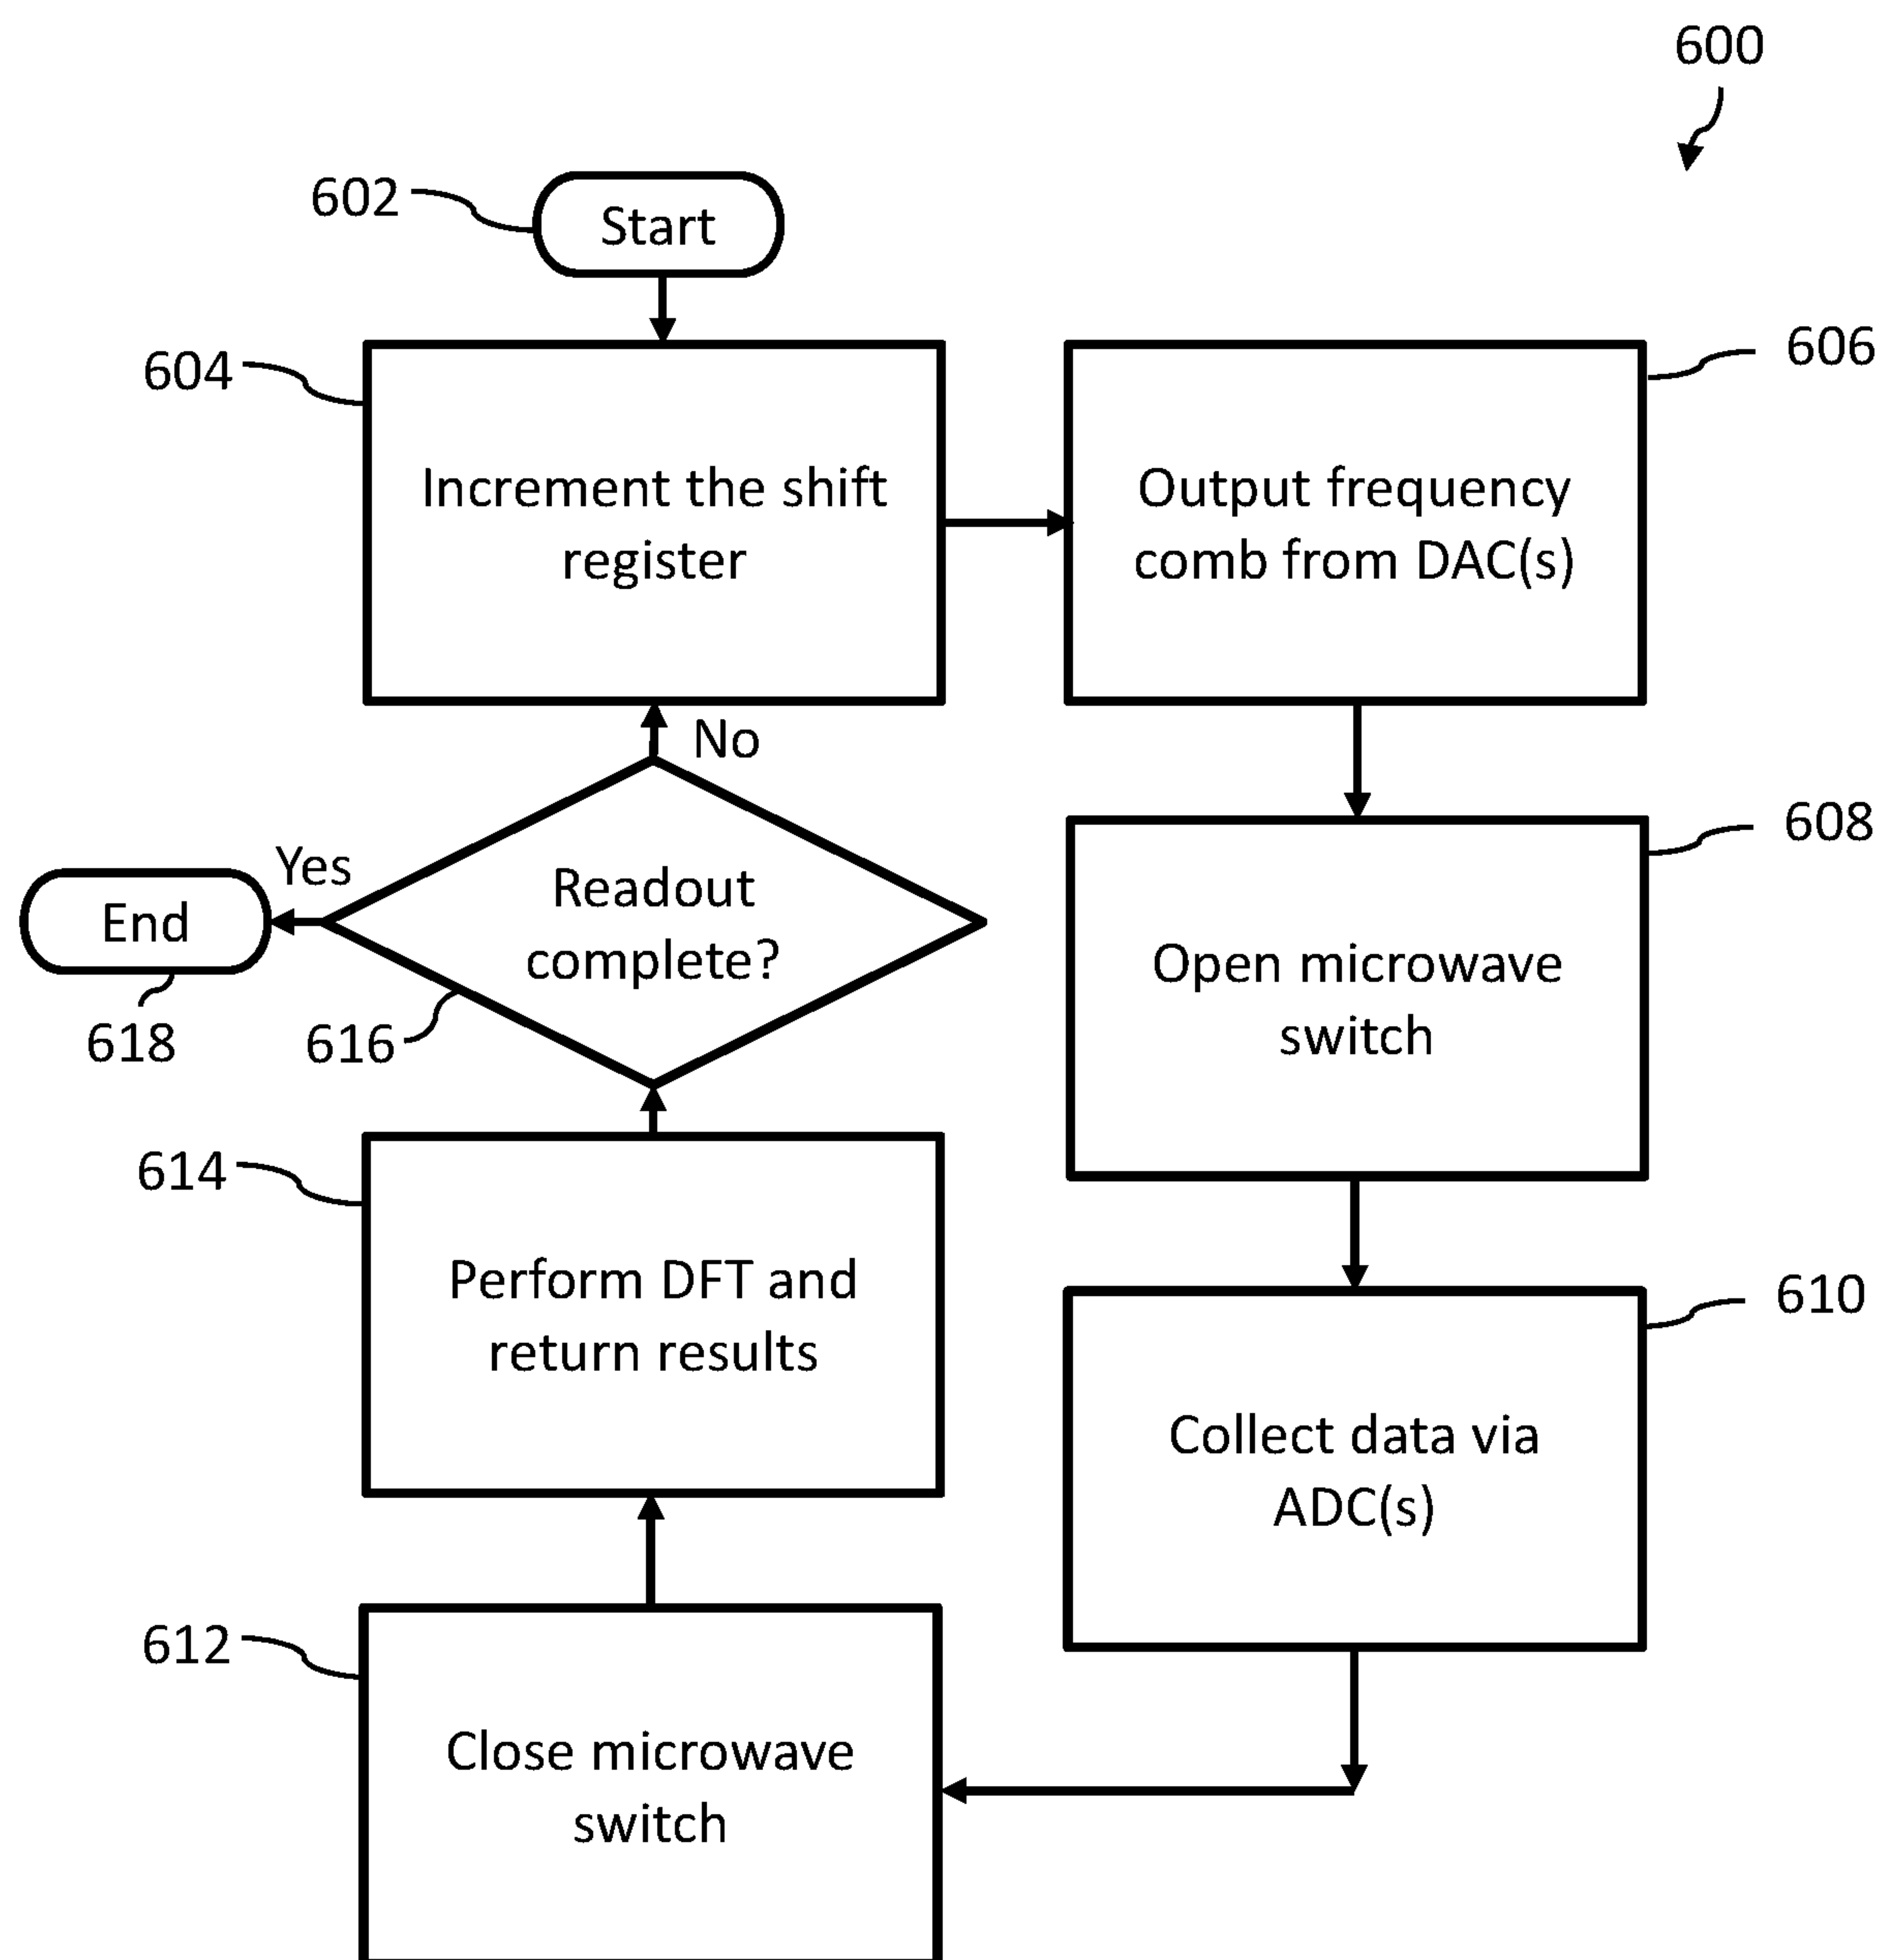 600
602
Start
604
Increment the shift
register
606
Output frequency
comb from DAC(s)
608
Open microwave
switch
610
Collect data via
ADC(s)
612
Close microwave
switch
614
Perform DFT and
return results
616
Readout
complete?
No
Yes
End
618